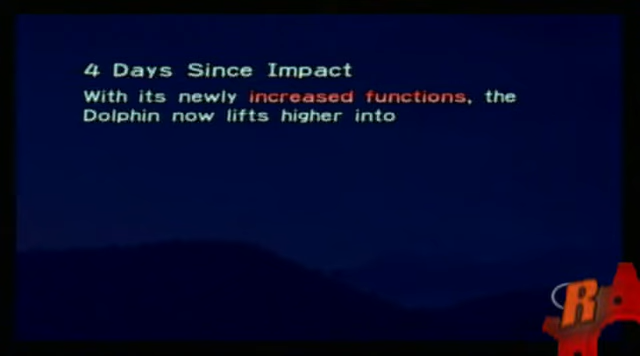 4 Days Since Impact
With its newly increased functions, the
Dolphin now lifts higher into
R